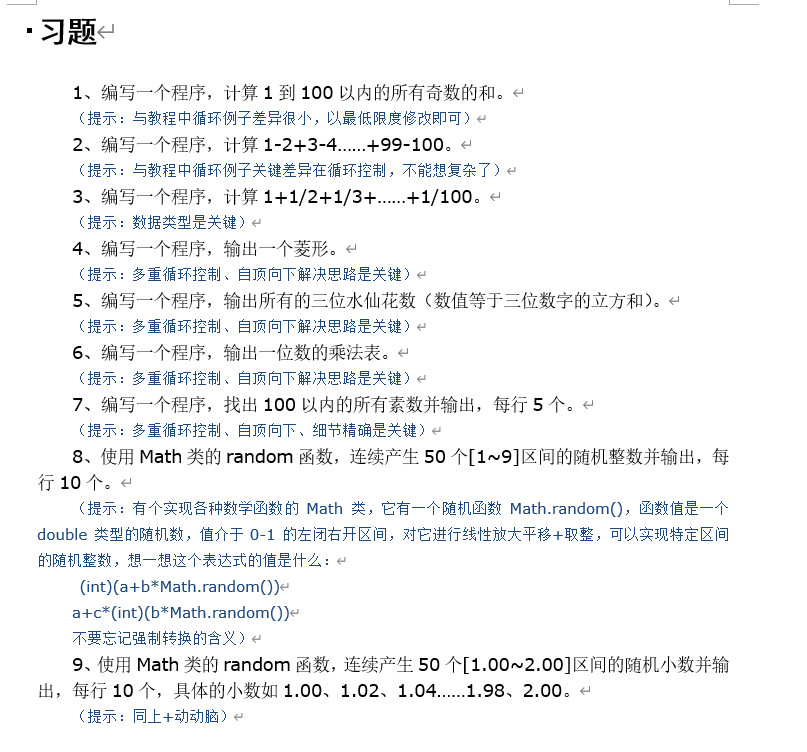 习题
1、编写一个程序，计算 1 到 100 以内的所有奇数的和。
（提示：与教程中循环例子差异很小，以最低限度修改即可）
2、编写一个程序，计算 1-2+3-4……+99-100。
（提示：与教程中循环例子关键差异在循环控制，不能想复杂了）
3、编写一个程序，计算 1+1/2+1/3+……+1/100。
（提示：数据类型是关键）
4、编写一个程序，输出一个菱形。
（提示：多重循环控制、自顶向下解决思路是关键）
5、编写一个程序，输出所有的三位水仙花数（数值等于三位数字的立方和）。
（提示：多重循环控制、自顶向下解决思路是关键）
6、编写一个程序，输出一位数的乘法表。
（提示：多重循环控制、自顶向下解决思路是关键）
7、编写一个程序，找出 100 以内的所有素数并输出，每行 5 个。
（提示：多重循环控制、自顶向下、细节精确是关键）
8、使用 Math 类的 random 函数，连续产生 50 个[1~9]区间的随机整数并输出，每
行 10 个。
（提示：有个实现各种数学函数的 Math 类，它有一个随机函数 Math.random()，函数值是一个
double 类型的随机数，值介于 0-1 的左闭右开区间，对它进行线性放大平移+取整，可以实现特定区间
的随机整数，想一想这个表达式的值是什么：
(int)(a+b*Math.random())
a+c*(int)(b*Math.random())
不要忘记强制转换的含义）
9、使用 Math 类的 random 函数，连续产生 50 个[1.00~2.00]区间的随机小数并输
出，每行 10 个，具体的小数如 1.00、1.02、1.04……1.98、2.00。
（提示：同上+动动脑）